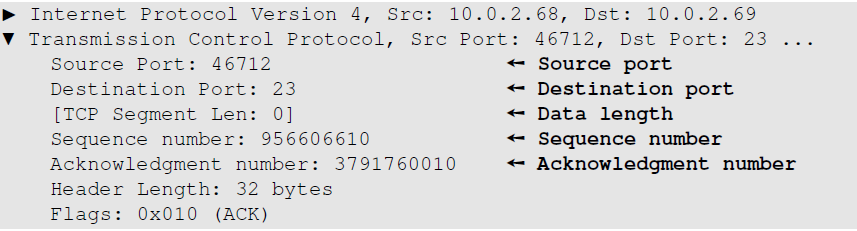 ▶ Internet Protocol Version 4, Src: 10.0.2.68, Dst: 10.0.2.69
▼ Transmission Control Protocol, Src Port: 46712, Dst Port: 23 ...
Source Port: 46712 ← Source port
Destination Port: 23 ← Destination port
[TCP Segment Len: 0] ← Data length
Sequence number: 956606610 ← Sequence number
Acknowledgment number: 3791760010 ← Acknowledgment number
Header Length: 32 bytes
Flags: 0x010 (ACK)